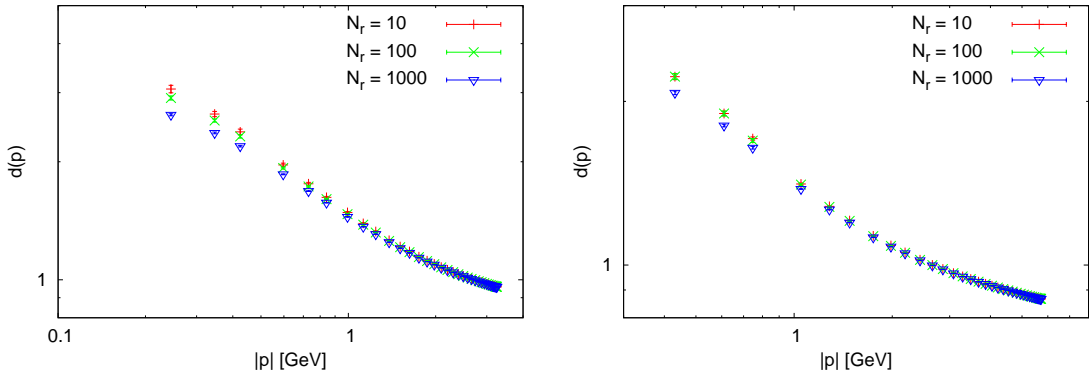 N_r = 10
N_r = 100
N_r = 1000
d(p)
1
0.1
1
|p| [GeV]
N_r = 10
N_r = 100
N_r = 1000
d(p)
1
1
|p| [GeV]